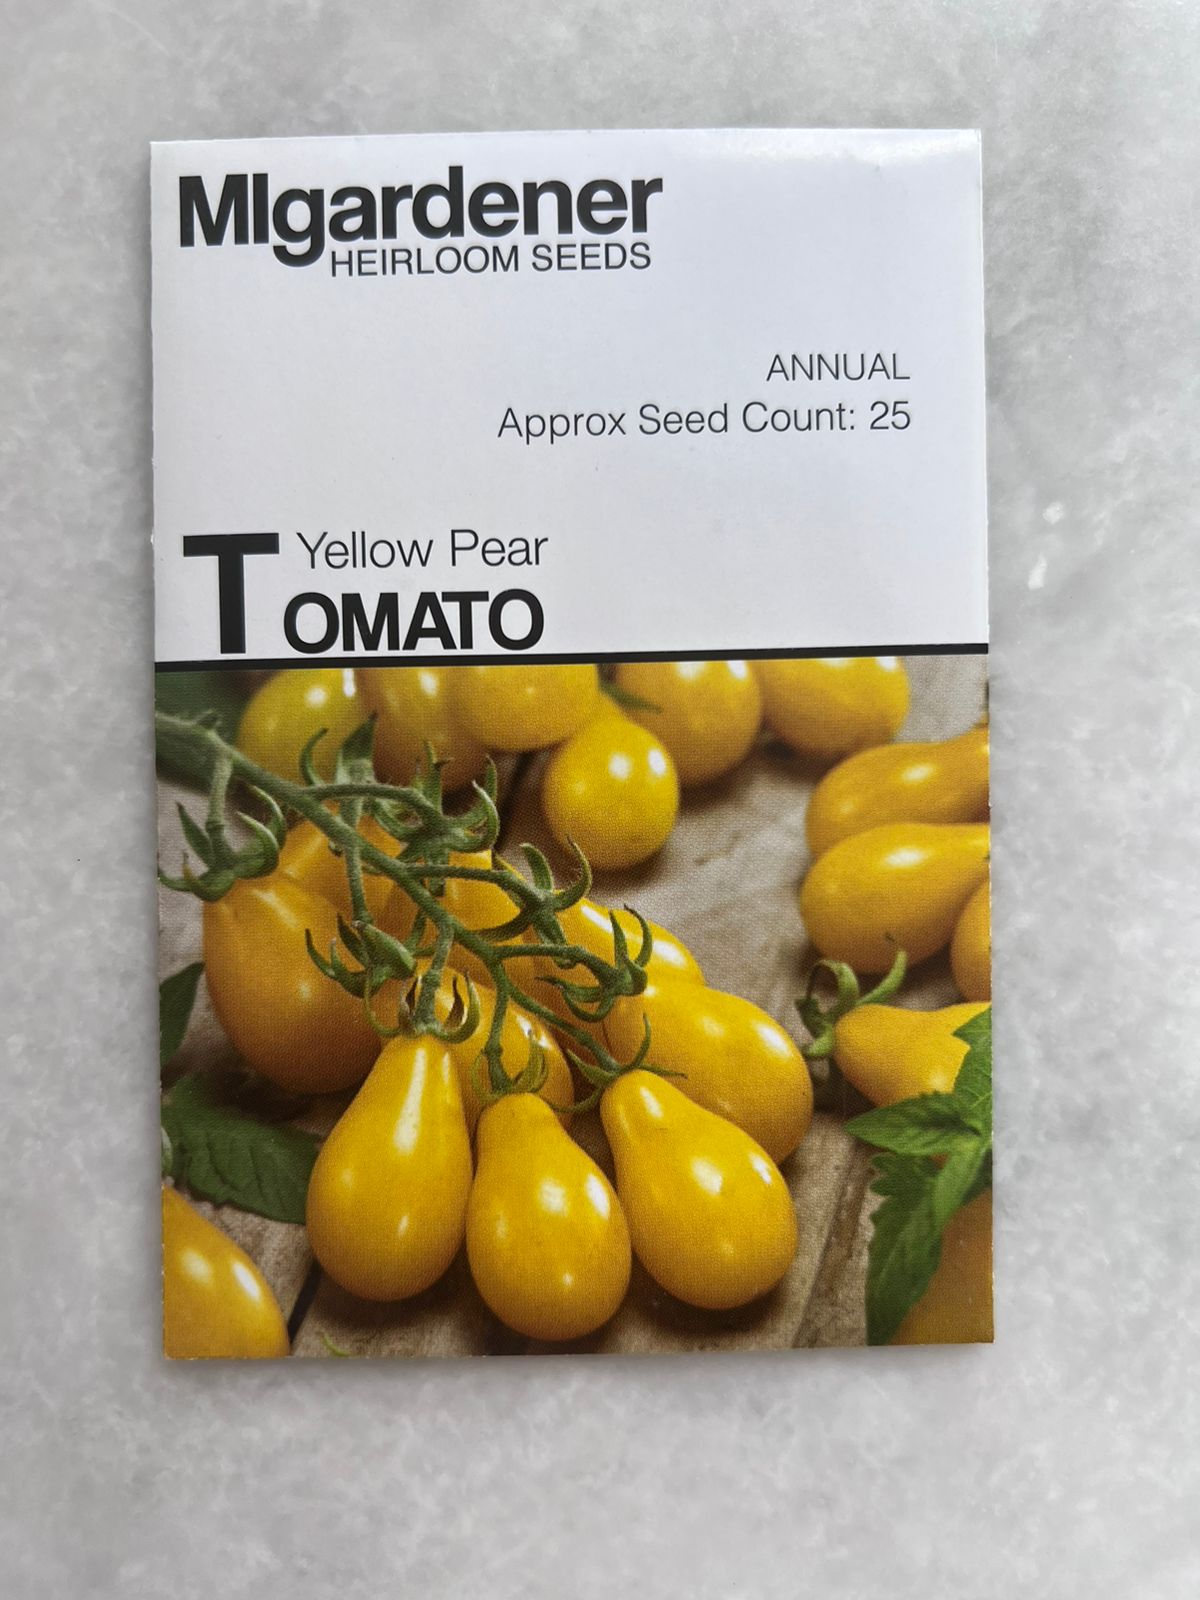 MIgardener
HEIRLOOM SEEDS
ANNUAL
Approx Seed Count: 25
Yellow Pear
TOMATO